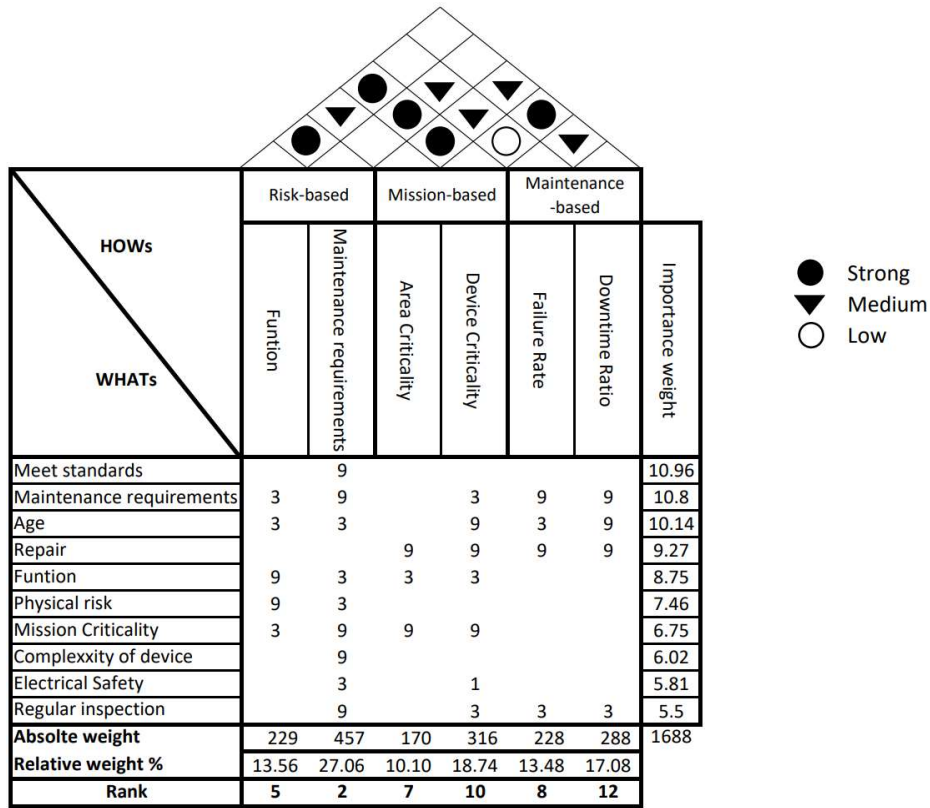 Risk-based Mission-based Maintenance
-based
HOWs
WHATs
Funtion
Maintenance requirements
Area Criticality
Device Criticality
Failure Rate
Downtime Ratio
Importance weight
Strong
Medium
Low
Meet standards 9 10.96
Maintenance requirements 3 9 3 9 9 10.8
Age 3 3 9 3 9 10.14
Repair 9 9 9 9 9.27
Funtion 9 3 3 3 8.75
Physical risk 9 3 7.46
Mission Criticality 3 9 9 9 6.75
Complexxity of device 9 6.02
Electrical Safety 3 1 5.81
Regular inspection 9 3 3 3 5.5
Absolte weight 229 457 170 316 228 288 1688
Relative weight % 13.56 27.06 10.10 18.74 13.48 17.08
Rank 5 2 7 10 8 12